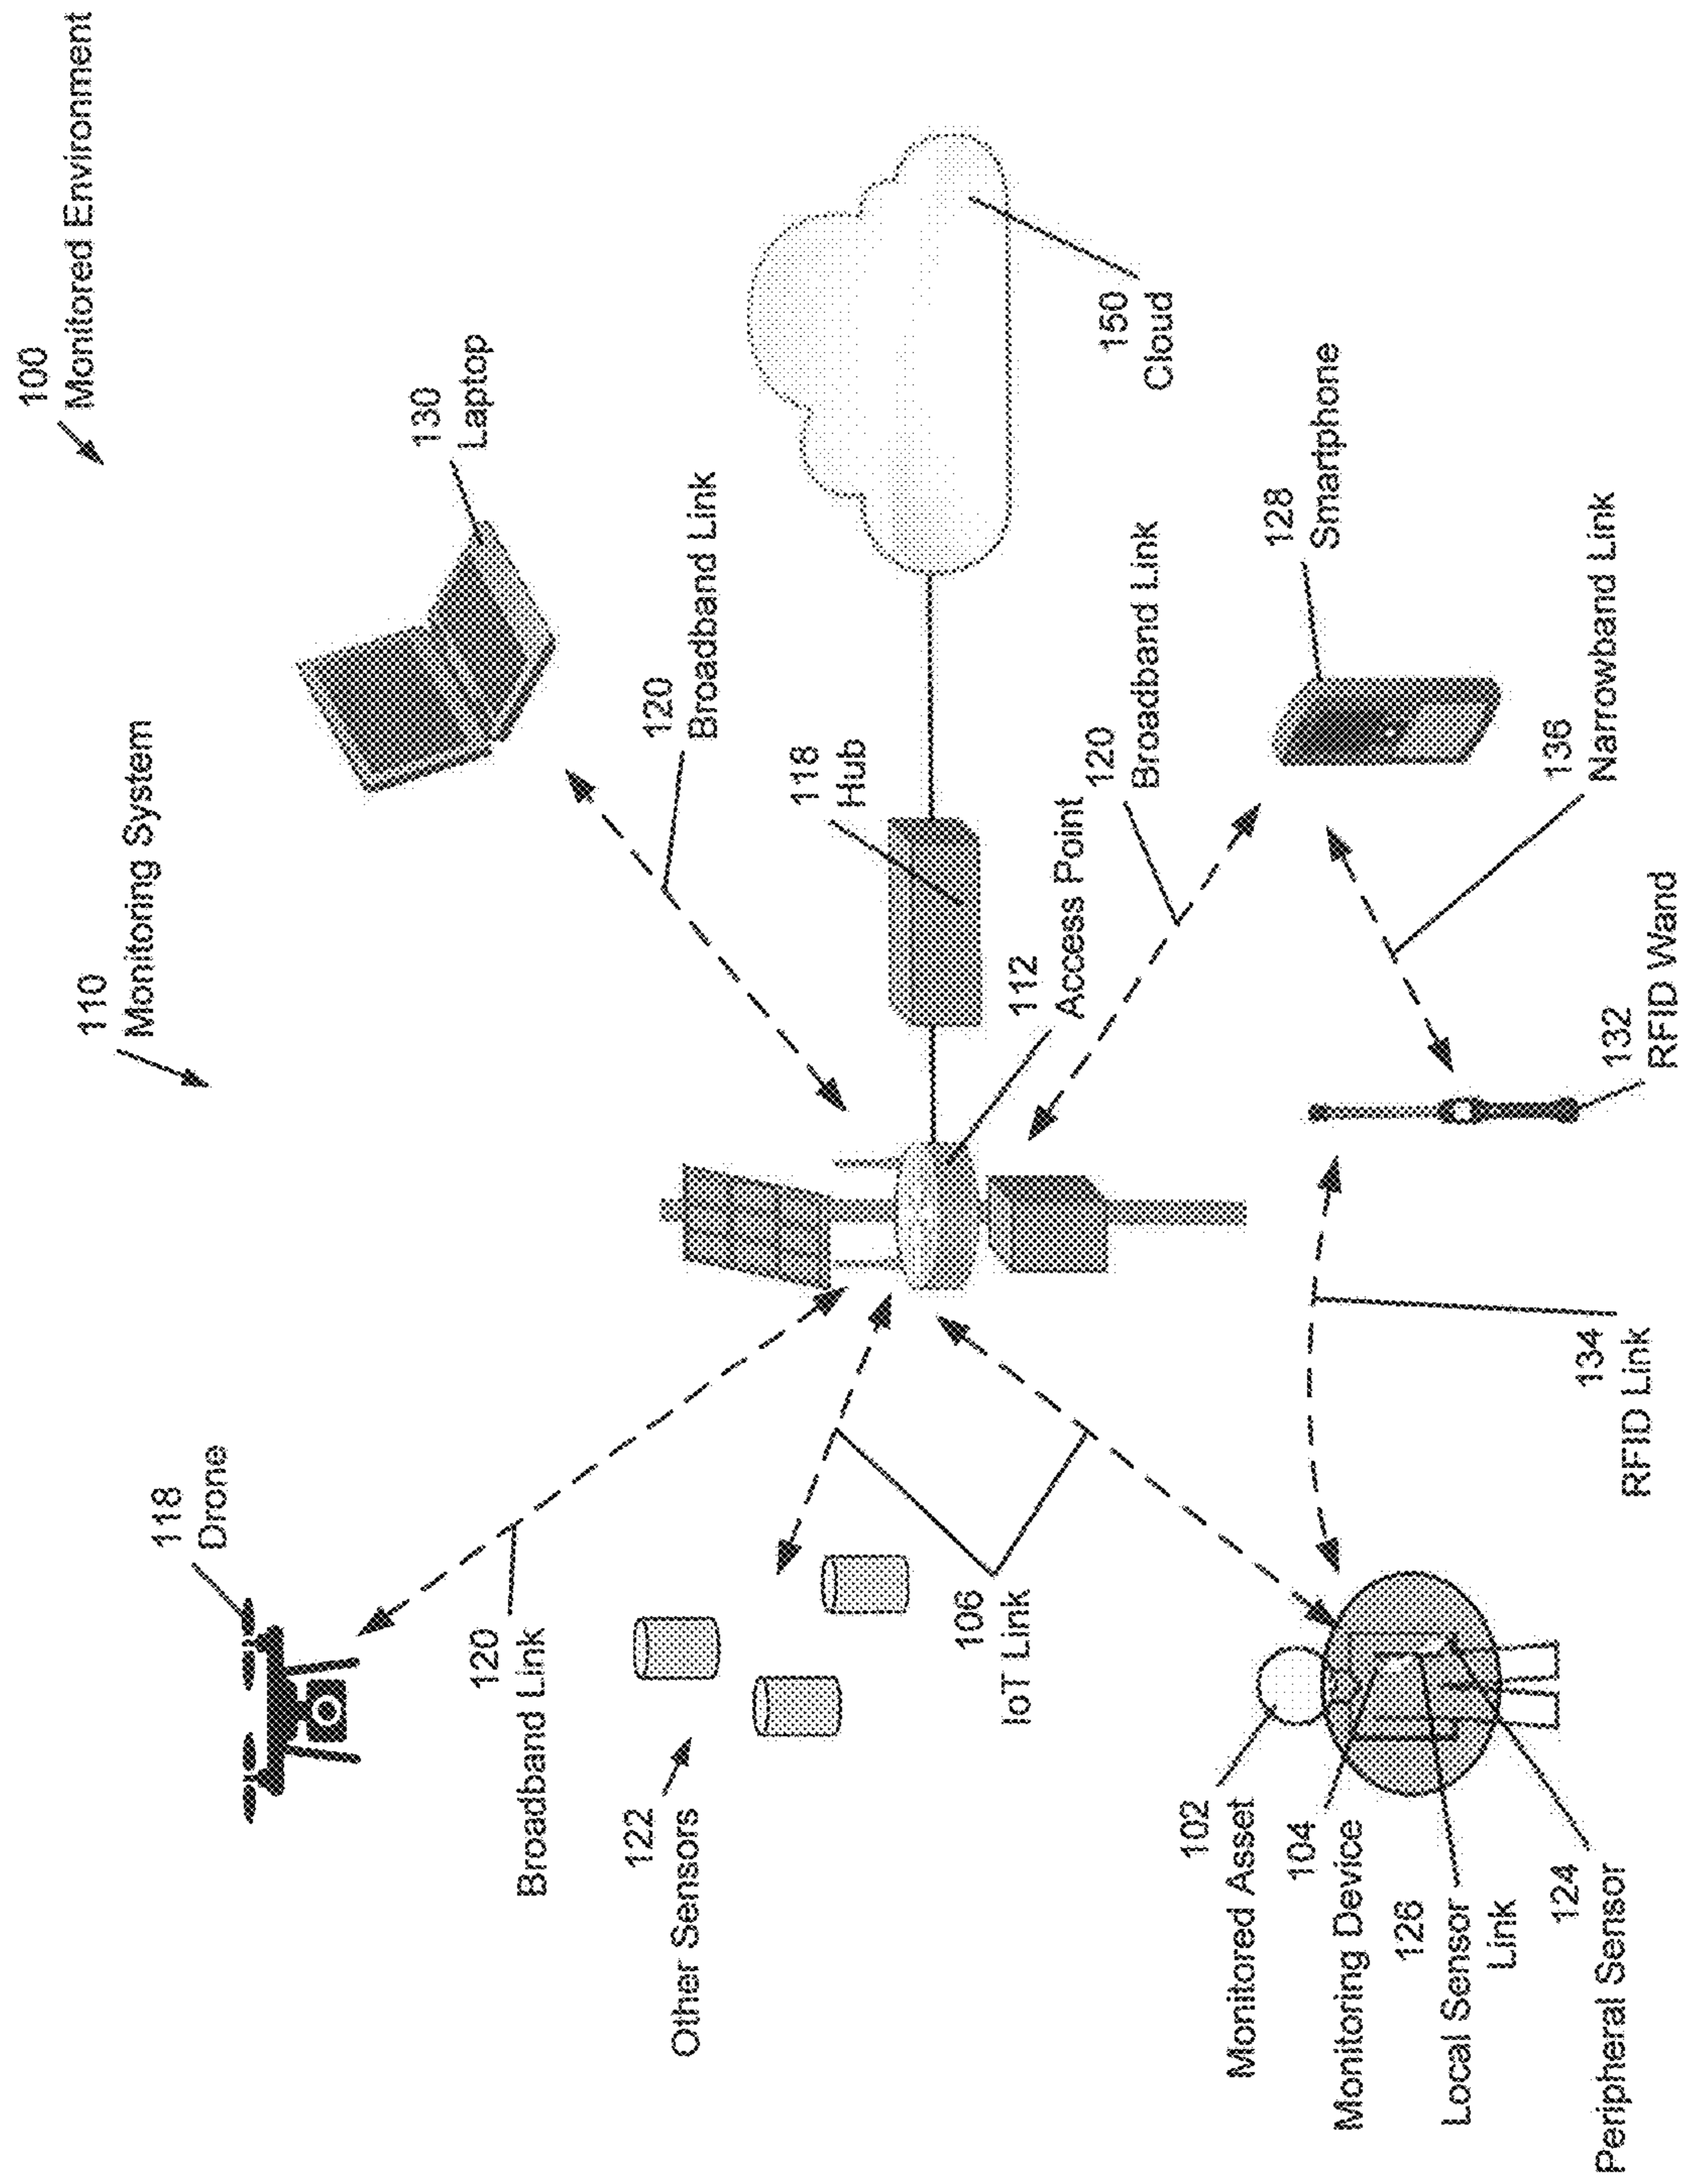 100
Monitored Environment
110
Monitoring System
118
Drone
130
Laptop
120
Broadband Link
122
Other Sensors
120
Broadband Link
116
Hub
106
IoT Link
112
Access Point
120
Broadband Link
150
Cloud
102
Monitored Asset
104
Monitoring Device
126
Local Sensor
Link
124
Peripheral Sensor
128
Smartphone
136
Narrowband Link
134
RFID Link
132
RFID Wand